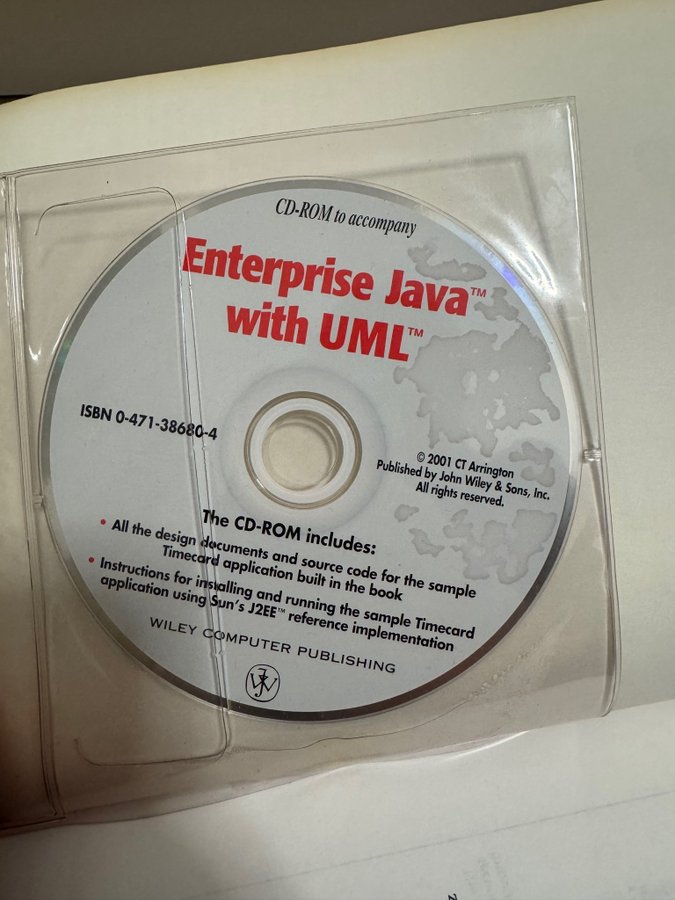 CD-ROM to accompany
Enterprise Java™
with UML™
ISBN 0-471-38680-4
© 2001 CT Arrington
Published by John Wiley & Sons, Inc.
All rights reserved.
The CD-ROM includes:
• All the design documents and source code for the sample
Timecard application built in the book
• Instructions for installing and running the sample Timecard
application using Sun's J2EE™ reference implementation
WILEY COMPUTER PUBLISHING